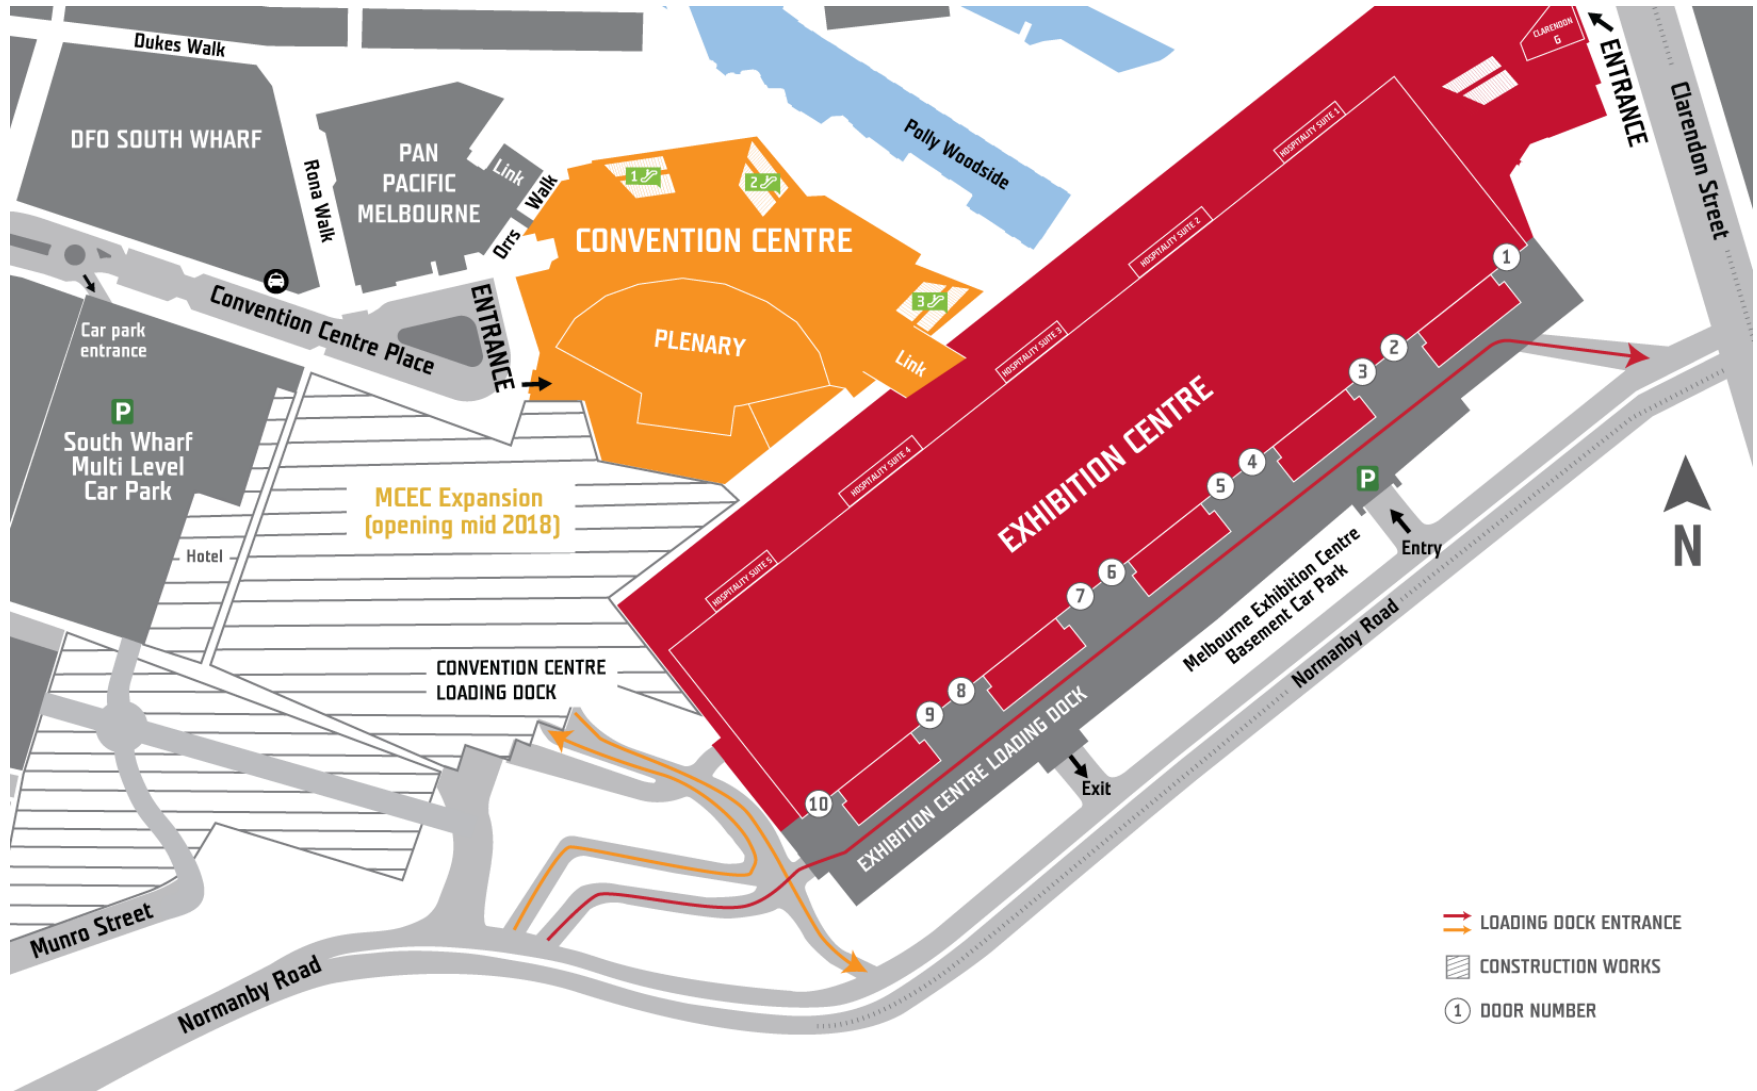 Dukes Walk
DFO SOUTH WHARF
PAN
PACIFIC
MELBOURNE
Link
Orrs Walk
Rona Walk
Polly Woodside
CLARENDON
G
ENTRANCE
Clarendon Street
1
2
3
CONVENTION CENTRE
PLENARY
Link
ENTRANCE
Convention Centre Place
Car park
entrance
P
South Wharf
Multi Level
Car Park
Hotel
MCEC Expansion
(opening mid 2018)
HOSPITALITY SUITE 1
HOSPITALITY SUITE 2
HOSPITALITY SUITE 3
HOSPITALITY SUITE 4
HOSPITALITY SUITE 5
EXHIBITION CENTRE
1
2
3
4
5
6
7
8
9
10
P
Entry
Melbourne Exhibition Centre
Basement Car Park
Normanby Road
N
EXHIBITION CENTRE LOADING DOCK
Exit
CONVENTION CENTRE
LOADING DOCK
Munro Street
Normanby Road
LOADING DOCK ENTRANCE
CONSTRUCTION WORKS
1 DOOR NUMBER